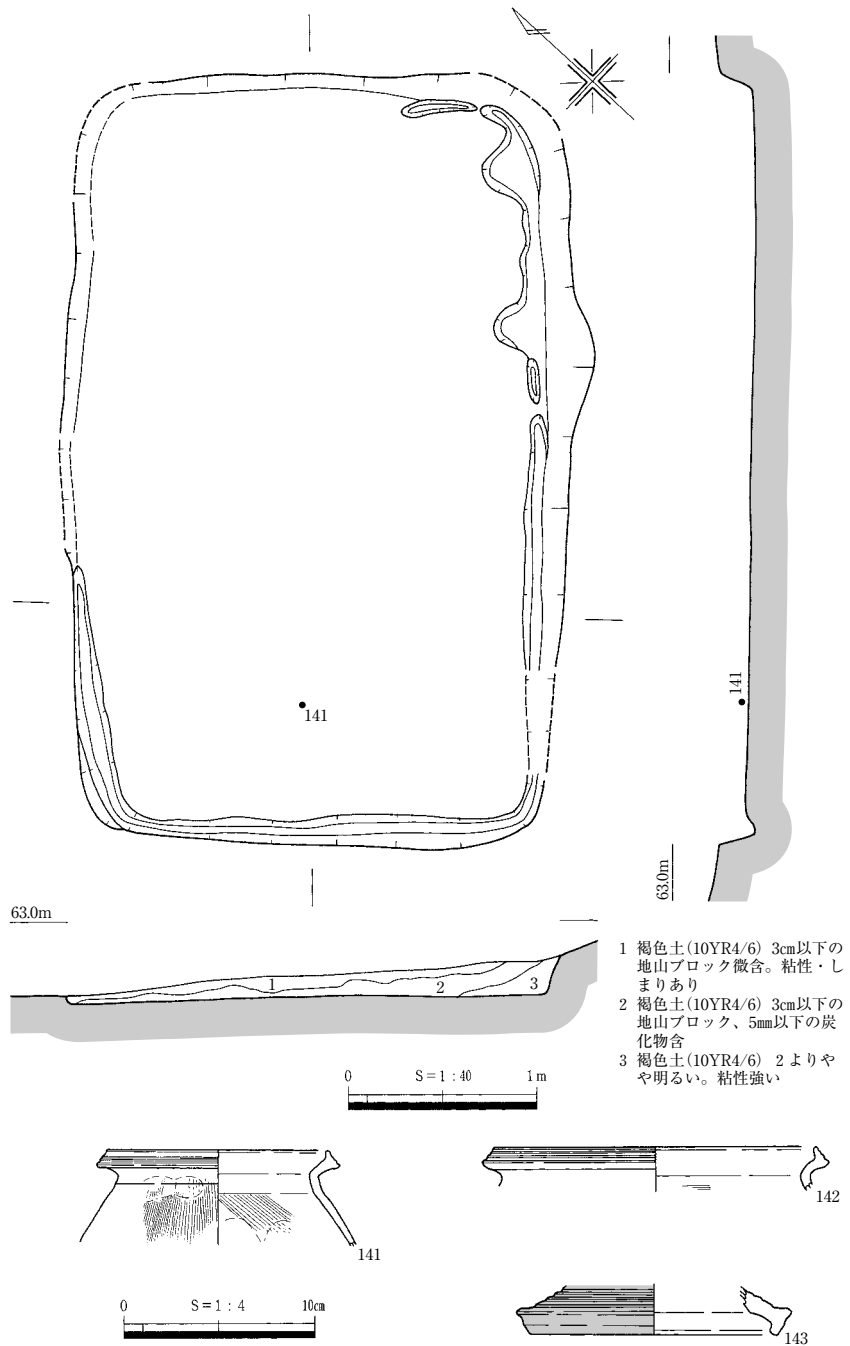 141
141
63.0m
63.0m
1
2
3
1 褐色土(10YR4/6) 3㎝以下の
地山ブロック微含。粘性・し
まりあり
2 褐色土(10YR4/6) 3㎝以下の
地山ブロック、5㎜以下の炭
化物含
3 褐色土(10YR4/6) 2よりや
や明るい。粘性強い
0 S=1:40 1m
141
142
0 S=1:4 10㎝
143